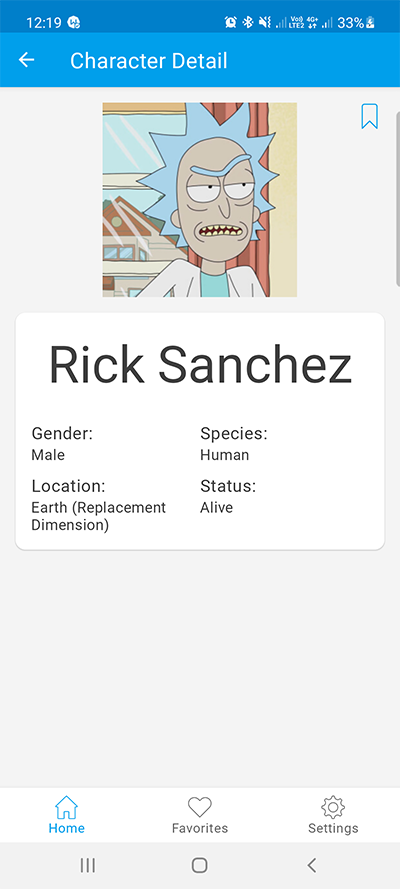 12:19 Vo) 4G+ 33%
LTE2
Character Detail
Rick Sanchez
Gender: Species:
Male Human
Location: Status:
Earth (Replacement Alive
Dimension)
Home Favorites Settings